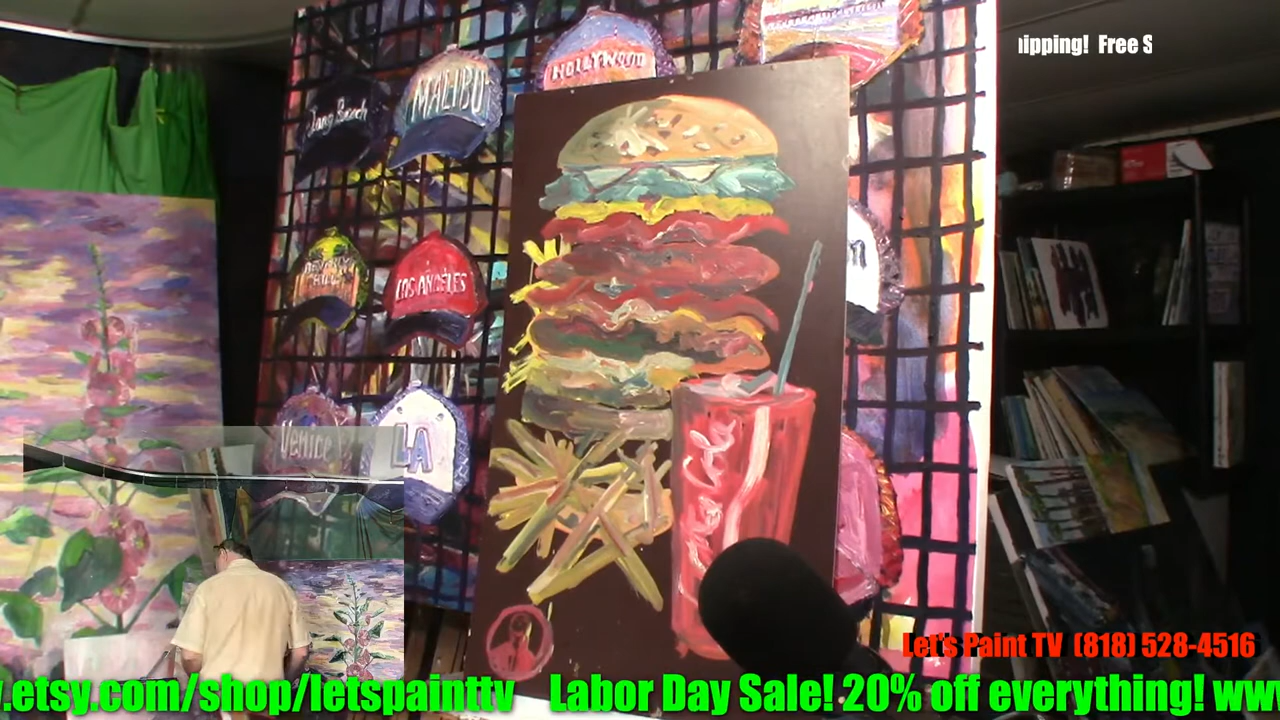 ipping! Free S
HOLLYWOOD
MALIBU
Long Beach
LOS ANGELES
Venice
LA
Let's Paint TV (818) 528-4516
.etsy.com/shop/letspainttv Labor Day Sale! 20% off everything! ww